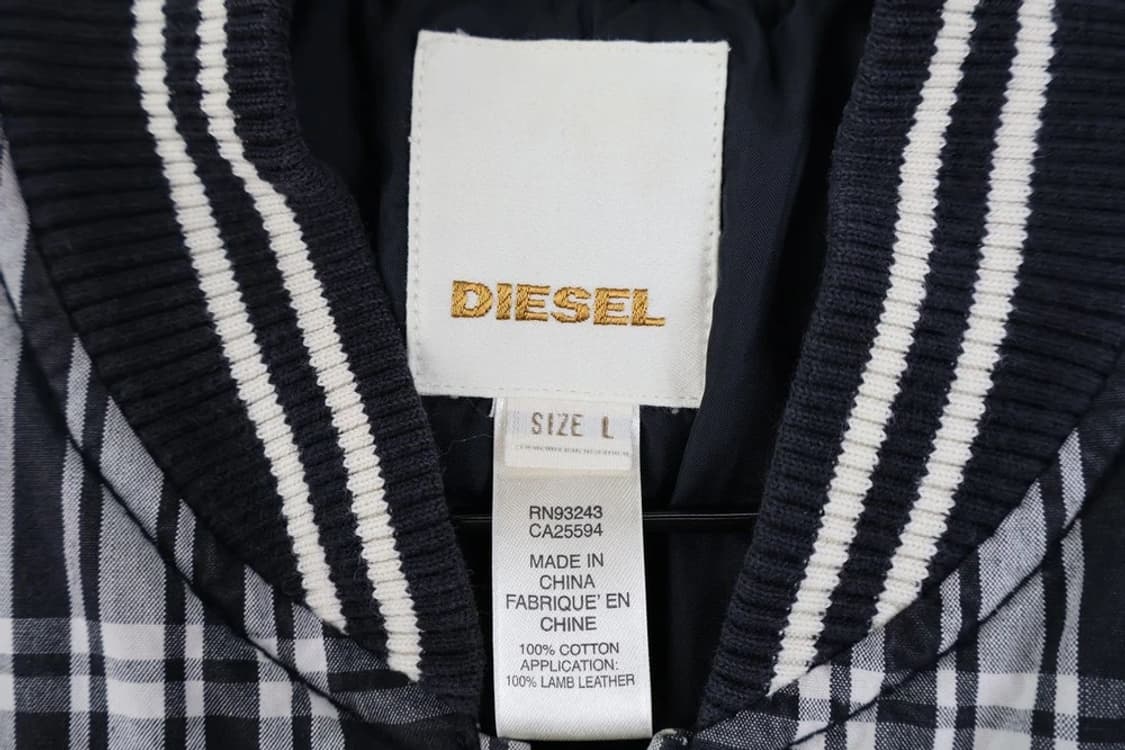 DIESEL
SIZE L
RN93243
CA25594
MADE IN
CHINA
FABRIQUE' EN
CHINE
100% COTTON
APPLICATION:
100% LAMB LEATHER